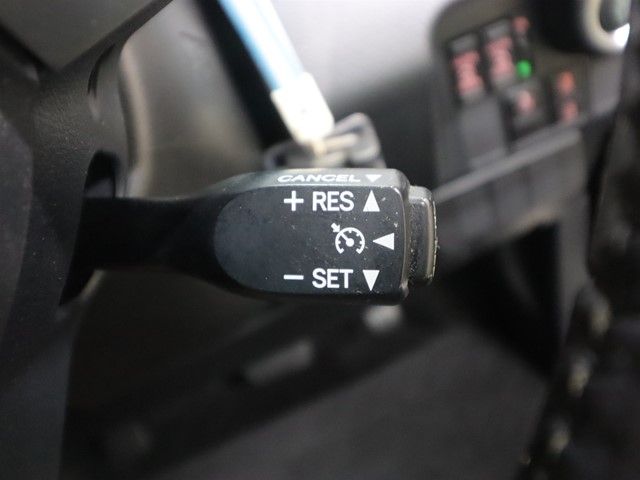 CANCEL ▼
+ RES ▲
◀
− SET ▼